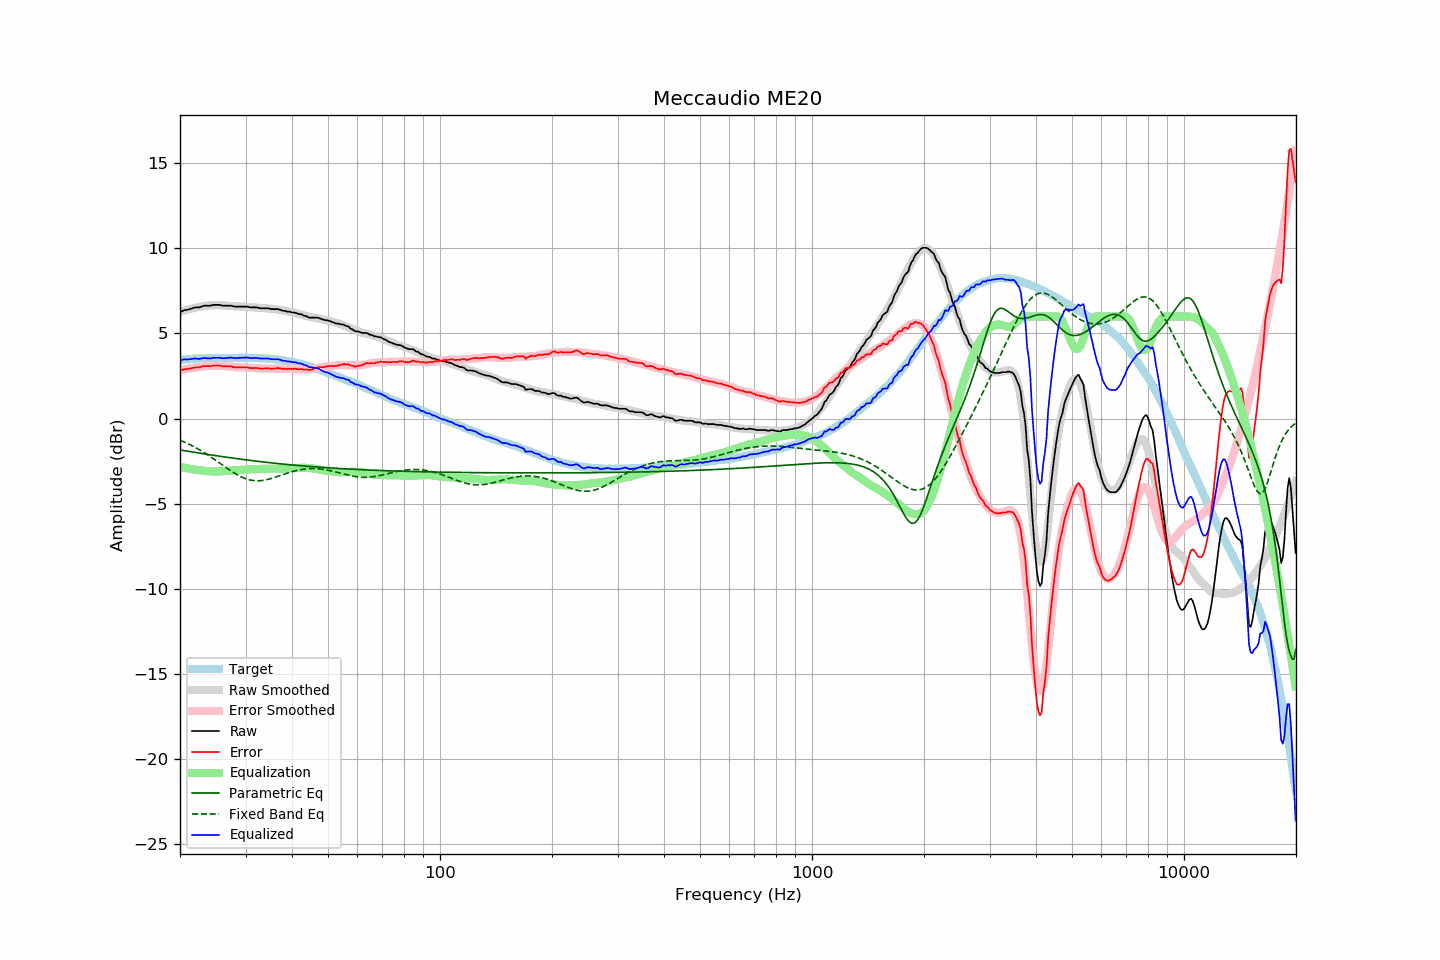 Meccaudio ME20
15
10
5
0
−5
−10
−15
−20
−25
Amplitude (dBr)
Target
Raw Smoothed
Error Smoothed
Raw
Error
Equalization
Parametric Eq
Fixed Band Eq
Equalized
100
1000
10000
Frequency (Hz)